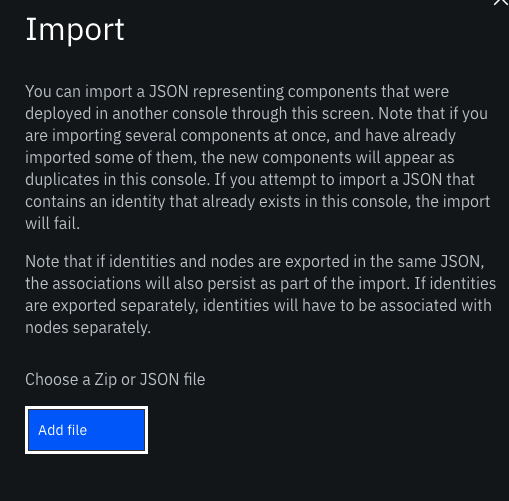 Import
You can import a JSON representing components that were
deployed in another console through this screen. Note that if you
are importing several components at once, and have already
imported some of them, the new components will appear as
duplicates in this console. If you attempt to import a JSON that
contains an identity that already exists in this console, the import
will fail.
Note that if identities and nodes are exported in the same JSON,
the associations will also persist as part of the import. If identities
are exported separately, identities will have to be associated with
nodes separately.
Choose a Zip or JSON file
Add file